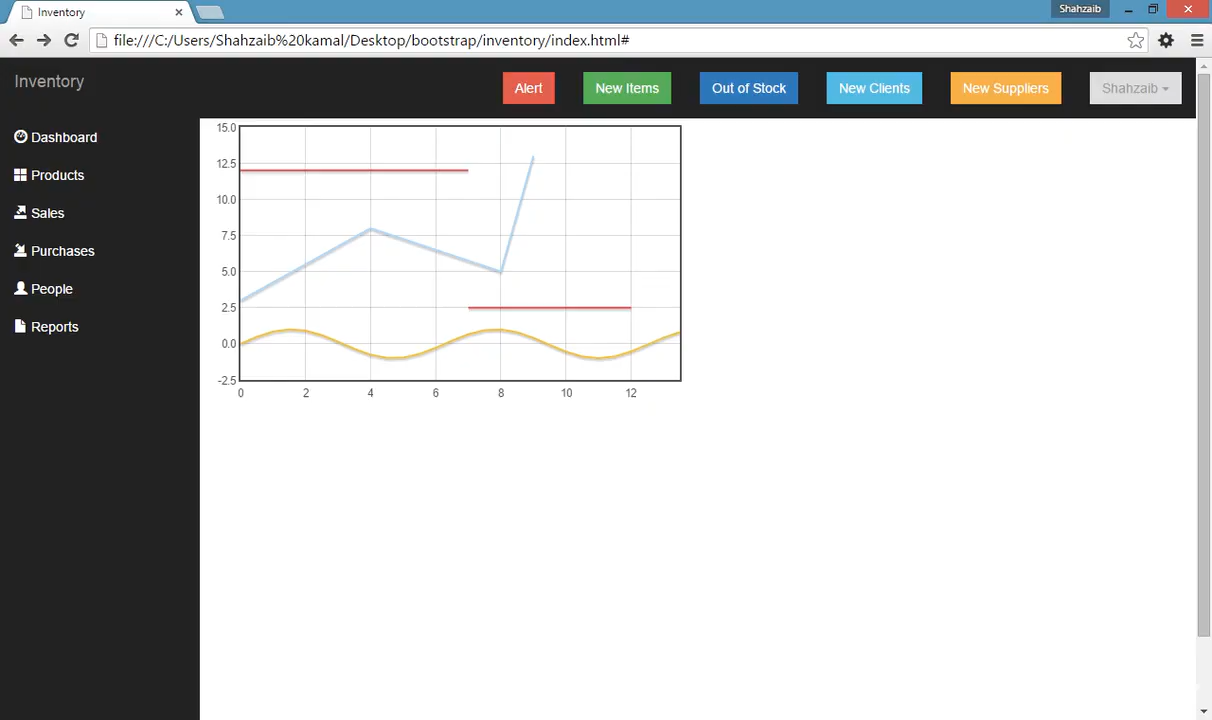 Inventory
Shahzaib
file:///C:/Users/Shahzaib%20kamal/Desktop/bootstrap/inventory/index.html#
Inventory
Alert
New Items
Out of Stock
New Clients
New Suppliers
Shahzaib
Dashboard
Products
Sales
Purchases
People
Reports
15.0
12.5
10.0
7.5
5.0
2.5
0.0
-2.5
0 2 4 6 8 10 12